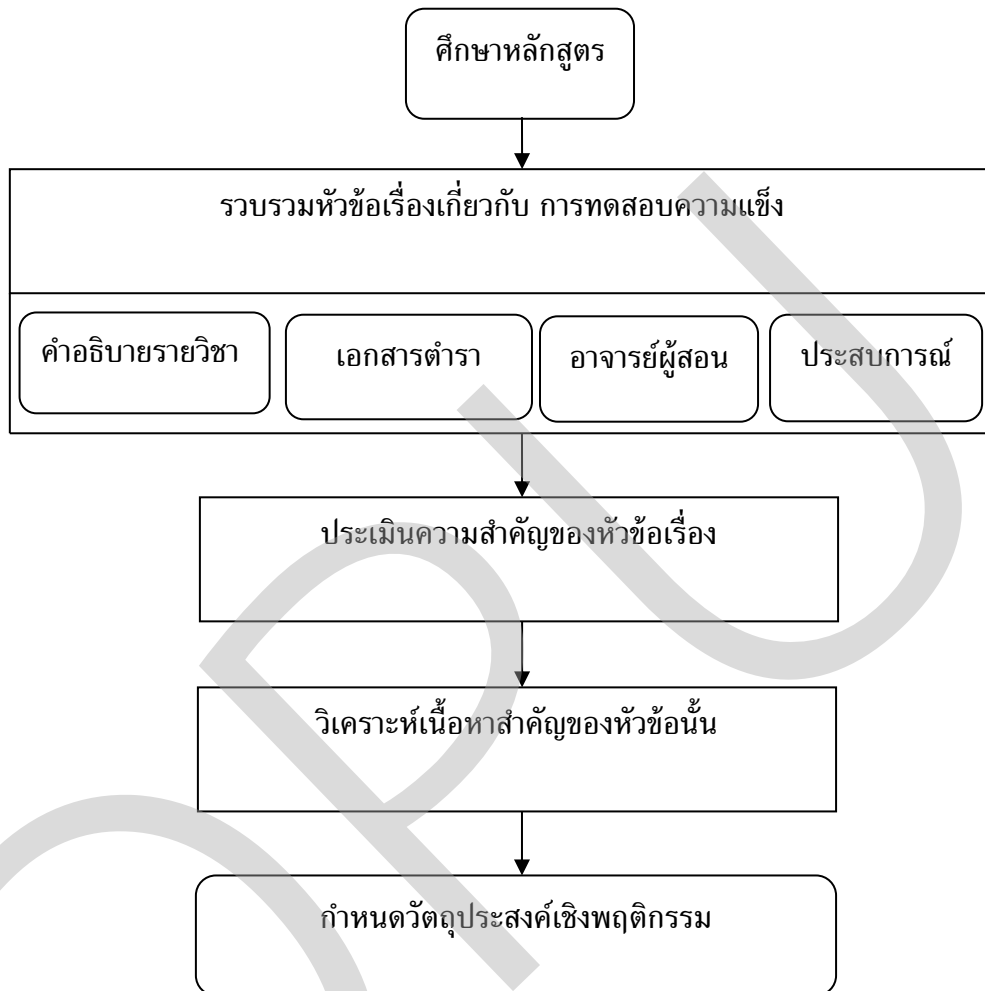 ศึกษาหลักสูตร
รวบรวมหัวข้อเรื่องเกี่ยวกับ การทดสอบความแข็ง
คำอธิบายรายวิชา
เอกสารตำรา
อาจารย์ผู้สอน
ประสบการณ์
ประเมินความสำคัญของหัวข้อเรื่อง
วิเคราะห์เนื้อหาสำคัญของหัวข้อนั้น
กำหนดวัตถุประสงค์เชิงพฤติกรรม
DPU